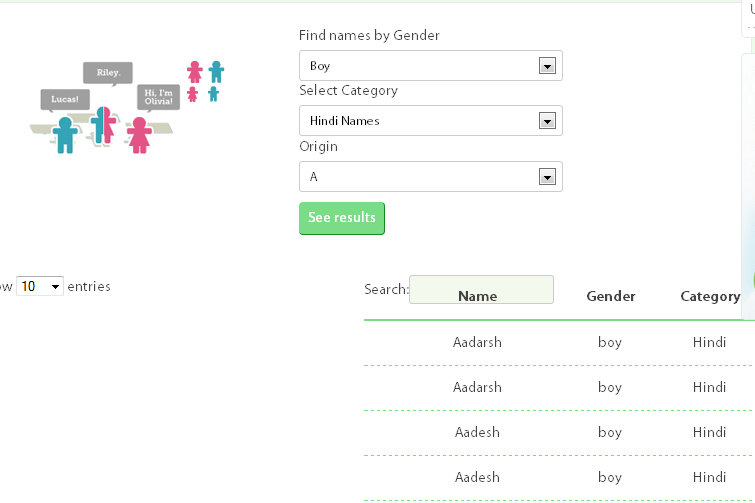 Find names by Gender
Boy
Select Category
Hindi Names
Origin
A
See results
Riley.
Lucas!
Hi, I'm
Olivia!
ow 10 entries
Search:
Name Gender Category
Aadarsh boy Hindi
Aadarsh boy Hindi
Aadesh boy Hindi
Aadesh boy Hindi